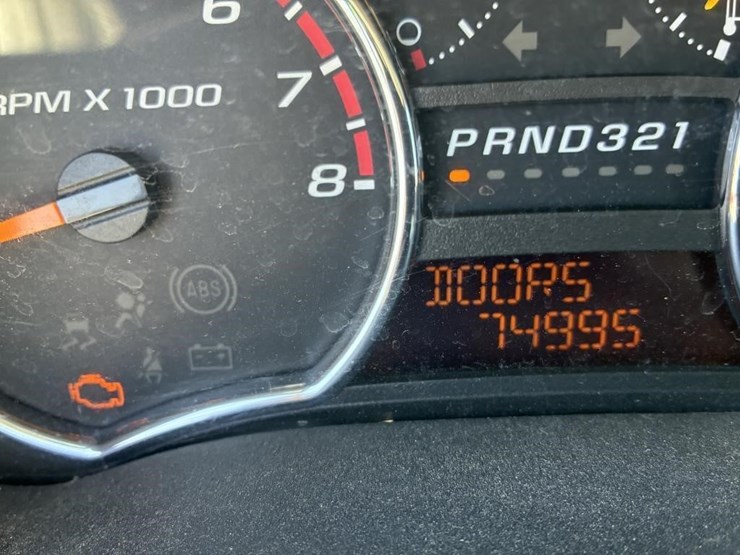 6
7
8
RPM X 1000
PRND321
ABS
DOORS
74995